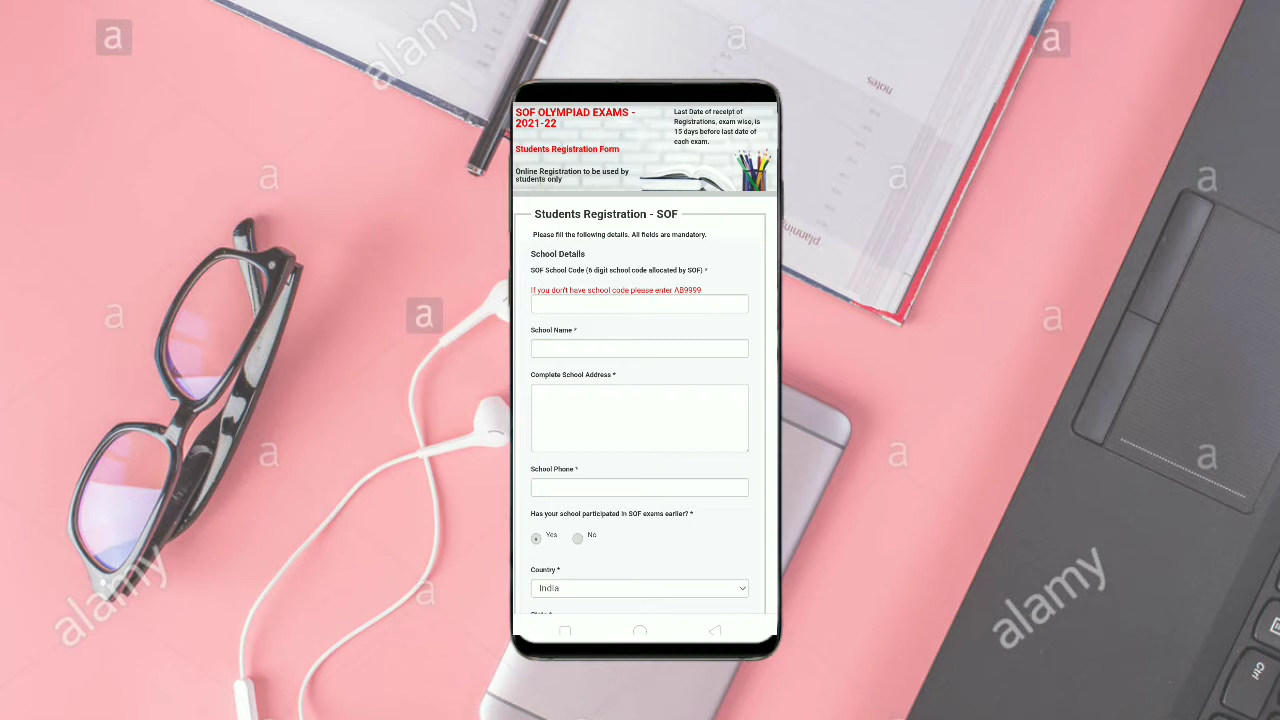 a
alamy
a
a
notes
SOF OLYMPIAD EXAMS -
2021-22
Last Date of receipt of
Registrations, exam wise, is
15 days before last date of
each exam.
Students Registration Form
Online Registration to be used by
students only
a
a
a
planning
Students Registration - SOF
Please fill the following details. All fields are mandatory.
School Details
SOF School Code (6 digit school code allocated by SOF) *
If you don't have school code please enter AB9999
a
a
a
School Name *
Complete School Address *
a
a
a
School Phone *
Has your school participated in SOF exams earlier? *
Yes
No
Country *
India
a
alamy
alamy
Ctrl